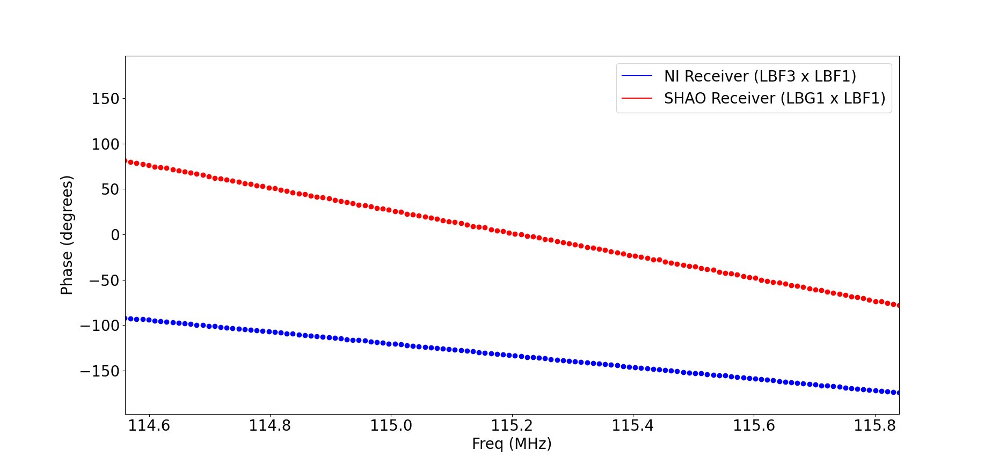 NI Receiver (LBF3 x LBF1)
SHAO Receiver (LBG1 x LBF1)
150
100
50
0
−50
−100
−150
Phase (degrees)
114.6 114.8 115.0 115.2 115.4 115.6 115.8
Freq (MHz)